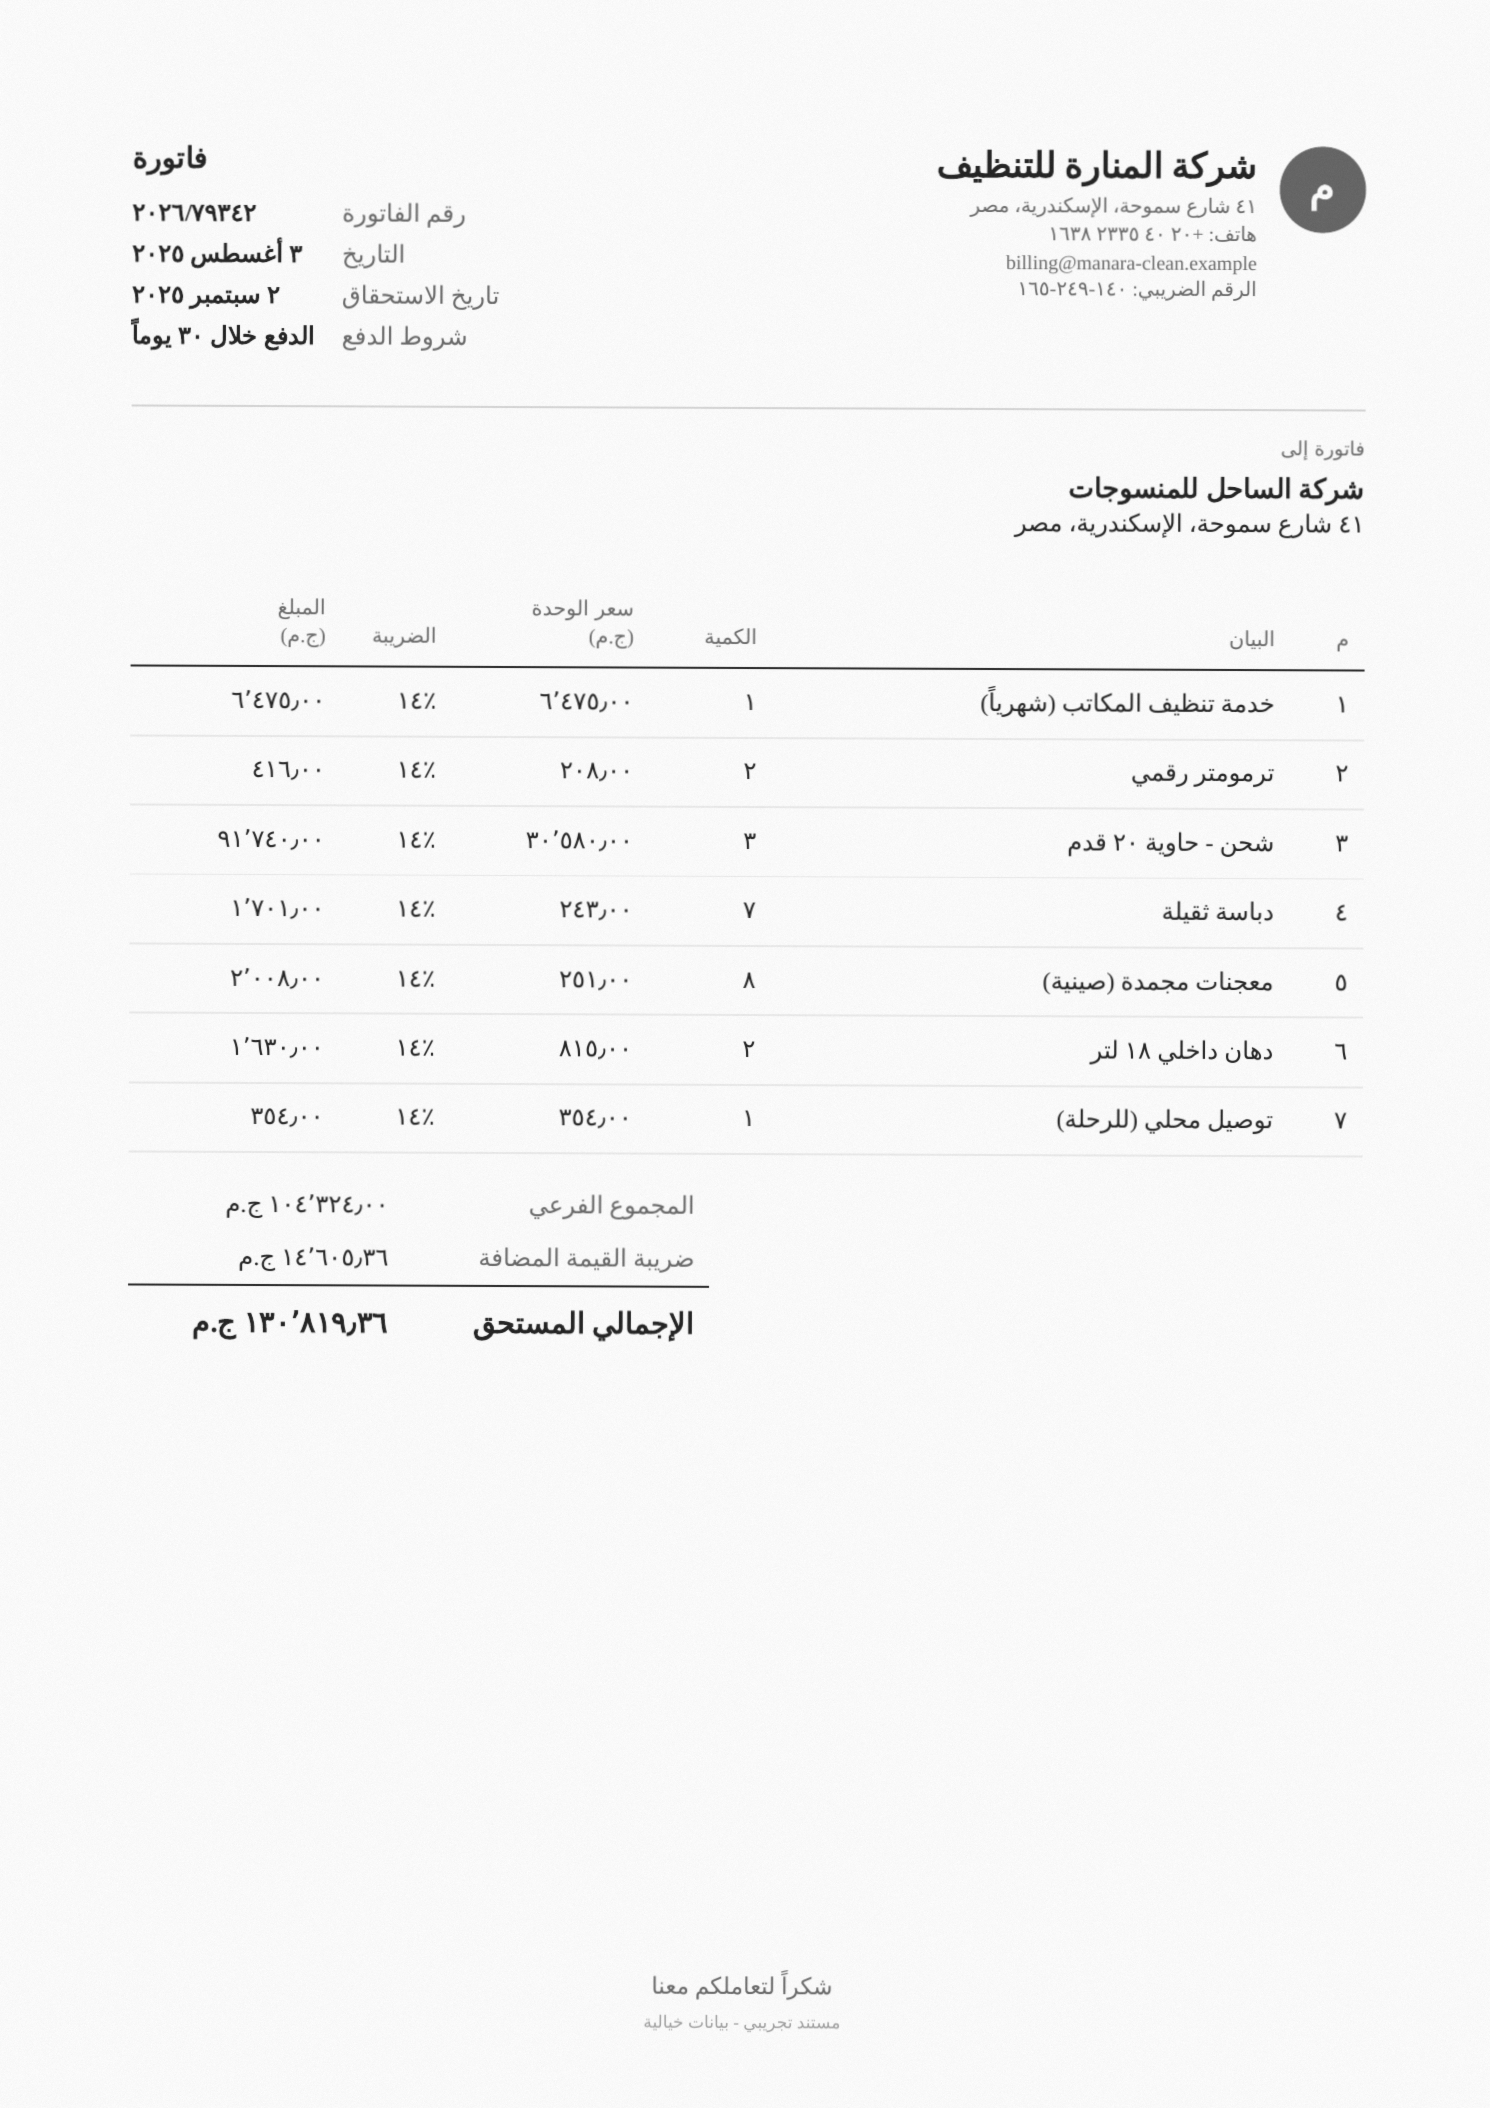 م
شركة المنارة للتنظيف
٤١ شارع سموحة، الإسكندرية، مصر
هاتف: +٢٠ ٤٠ ٢٣٣٥ ١٦٣٨
billing@manara-clean.example
الرقم الضريبي: ١٤٠-٢٤٩-١٦٥
فاتورة
رقم الفاتورة ٢٠٢٦/٧٩٣٤٢
التاريخ ٣ أغسطس ٢٠٢٥
تاريخ الاستحقاق ٢ سبتمبر ٢٠٢٥
شروط الدفع الدفع خلال ٣٠ يوماً
فاتورة إلى
شركة الساحل للمنسوجات
٤١ شارع سموحة، الإسكندرية، مصر
م البيان الكمية سعر الوحدة (ج.م) الضريبة المبلغ (ج.م)
١ خدمة تنظيف المكاتب (شهرياً) ١ ٦٬٤٧٥٫٠٠ ١٤٪ ٦٬٤٧٥٫٠٠
٢ ترمومتر رقمي ٢ ٢٠٨٫٠٠ ١٤٪ ٤١٦٫٠٠
٣ شحن - حاوية ٢٠ قدم ٣ ٣٠٬٥٨٠٫٠٠ ١٤٪ ٩١٬٧٤٠٫٠٠
٤ دباسة ثقيلة ٧ ٢٤٣٫٠٠ ١٤٪ ١٬٧٠١٫٠٠
٥ معجنات مجمدة (صينية) ٨ ٢٥١٫٠٠ ١٤٪ ٢٬٠٠٨٫٠٠
٦ دهان داخلي ١٨ لتر ٢ ٨١٥٫٠٠ ١٤٪ ١٬٦٣٠٫٠٠
٧ توصيل محلي (للرحلة) ١ ٣٥٤٫٠٠ ١٤٪ ٣٥٤٫٠٠
المجموع الفرعي ١٠٤٬٣٢٤٫٠٠ ج.م
ضريبة القيمة المضافة ١٤٬٦٠٥٫٣٦ ج.م
الإجمالي المستحق ١٣٠٬٨١٩٫٣٦ ج.م
شكراً لتعاملكم معنا
مستند تجريبي - بيانات خيالية